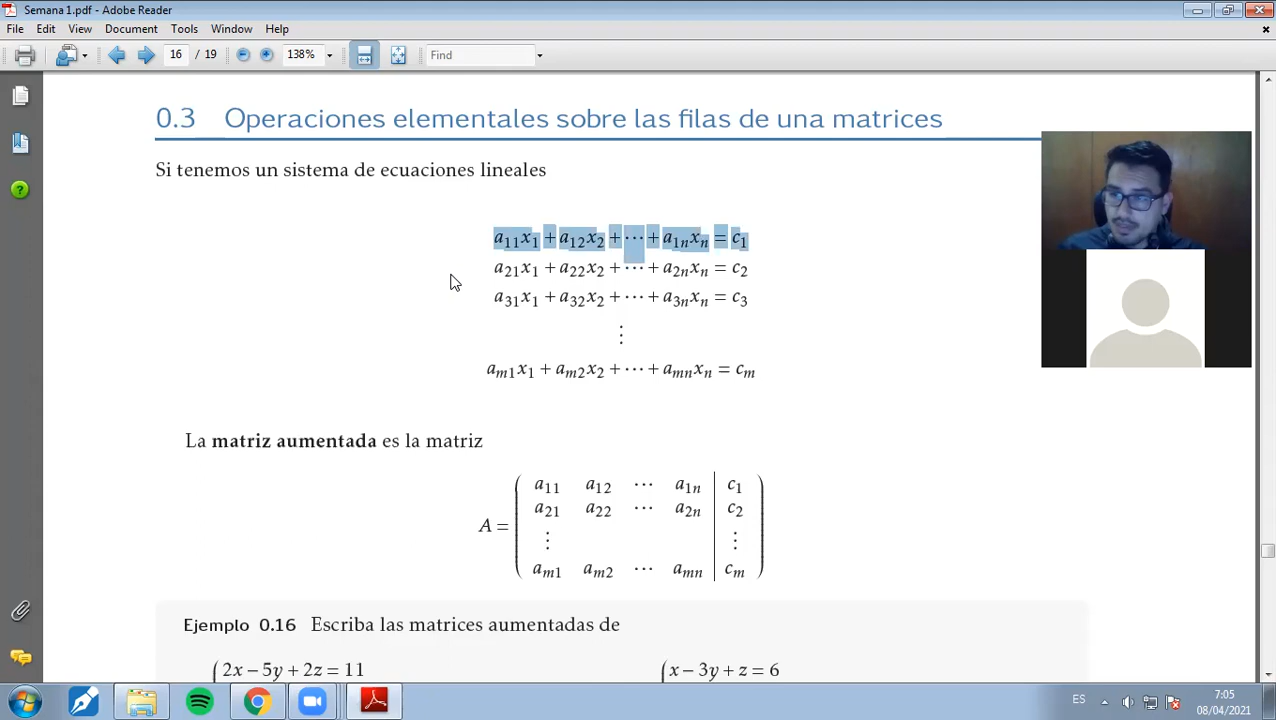 Semana 1.pdf - Adobe Reader
File Edit View Document Tools Window Help
16 / 19 138% Find
0.3 Operaciones elementales sobre las filas de una matrices
Si tenemos un sistema de ecuaciones lineales
a₁₁x₁ + a₁₂x₂ + ⋯ + a₁ₙxₙ = c₁
a₂₁x₁ + a₂₂x₂ + ⋯ + a₂ₙxₙ = c₂
a₃₁x₁ + a₃₂x₂ + ⋯ + a₃ₙxₙ = c₃
⋮
aₘ₁x₁ + aₘ₂x₂ + ⋯ + aₘₙxₙ = cₘ
La matriz aumentada es la matriz
a₁₁ a₁₂ ⋯ a₁ₙ c₁
a₂₁ a₂₂ ⋯ a₂ₙ c₂
A = ⋮ ⋮
aₘ₁ aₘ₂ ⋯ aₘₙ cₘ
Ejemplo 0.16 Escriba las matrices aumentadas de
2x − 5y + 2z = 11 x − 3y + z = 6
ES 7:05
08/04/2021